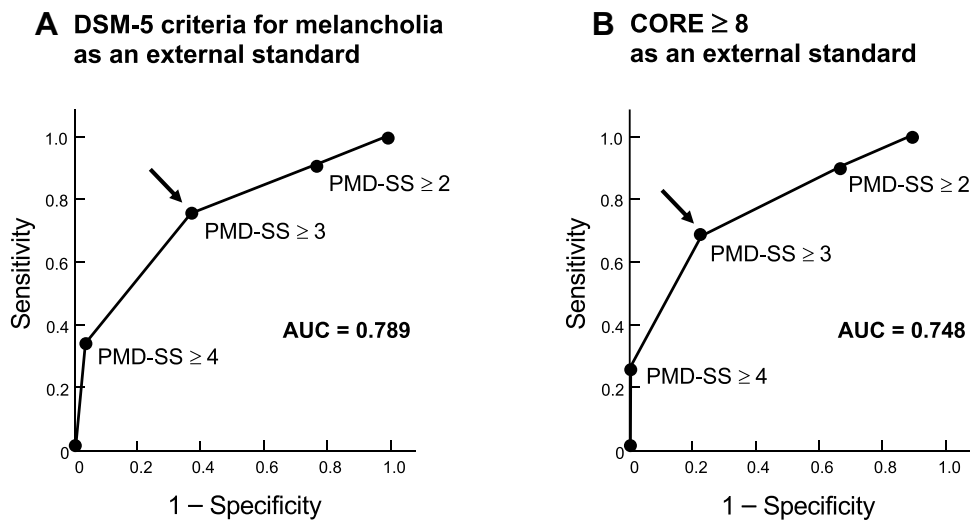 A DSM-5 criteria for melancholia
as an external standard
1.0
0.8
0.6
0.4
0.2
0
Sensitivity
PMD-SS ≥ 2
PMD-SS ≥ 3
AUC = 0.789
PMD-SS ≥ 4
0 0.2 0.4 0.6 0.8 1.0
1 – Specificity
B CORE ≥ 8
as an external standard
1.0
0.8
0.6
0.4
0.2
0
Sensitivity
PMD-SS ≥ 2
PMD-SS ≥ 3
AUC = 0.748
PMD-SS ≥ 4
0 0.2 0.4 0.6 0.8 1.0
1 – Specificity